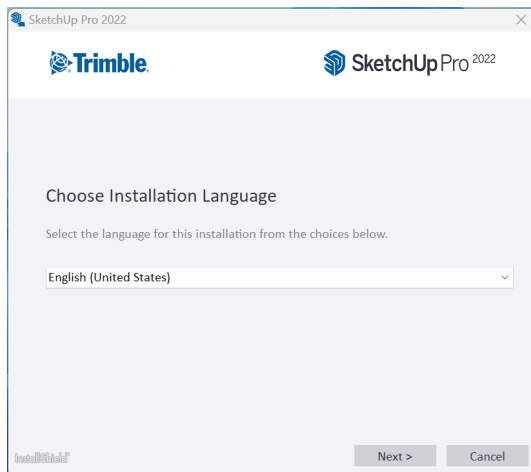 SketchUp Pro 2022
Trimble.
SketchUp Pro 2022
Choose Installation Language
Select the language for this installation from the choices below.
English (United States)
InstallShield
Next >
Cancel